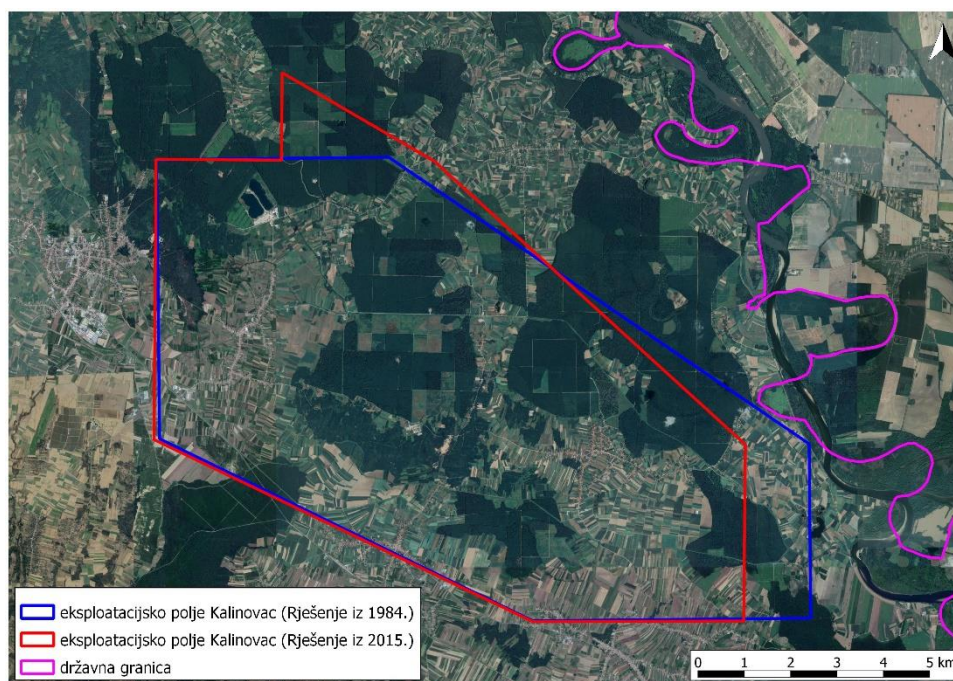 eksploatacijsko polje Kalinovac (Rješenje iz 1984.)
eksploatacijsko polje Kalinovac (Rješenje iz 2015.)
državna granica
0 1 2 3 4 5 km